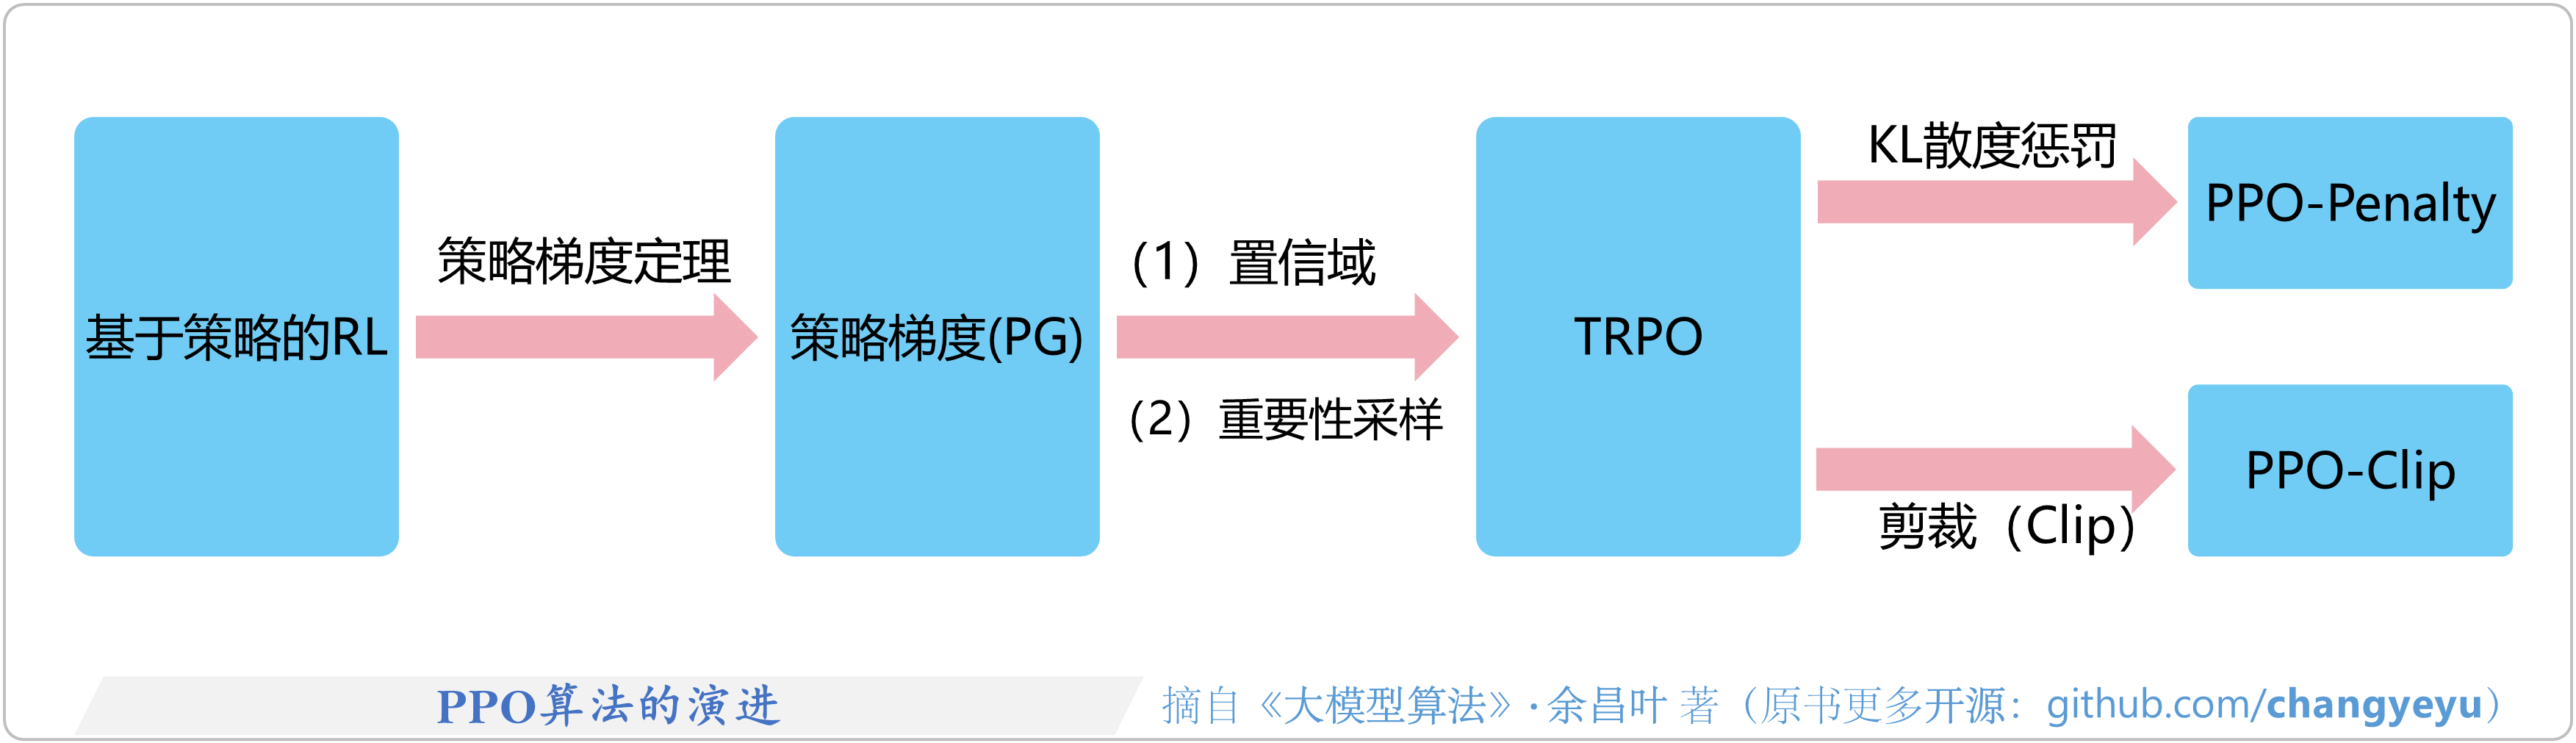 基于策略的RL
策略梯度定理
策略梯度(PG)
（1）置信域
（2）重要性采样
TRPO
KL散度惩罚
PPO-Penalty
剪裁（Clip）
PPO-Clip
PPO算法的演进
摘自《大模型算法》·余昌叶 著（原书更多开源：github.com/changyeyu）